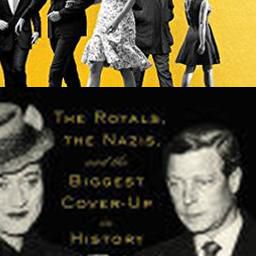 THE ROYALS,
THE NAZIS,
and the
BIGGEST
COVER-UP
in
HISTORY